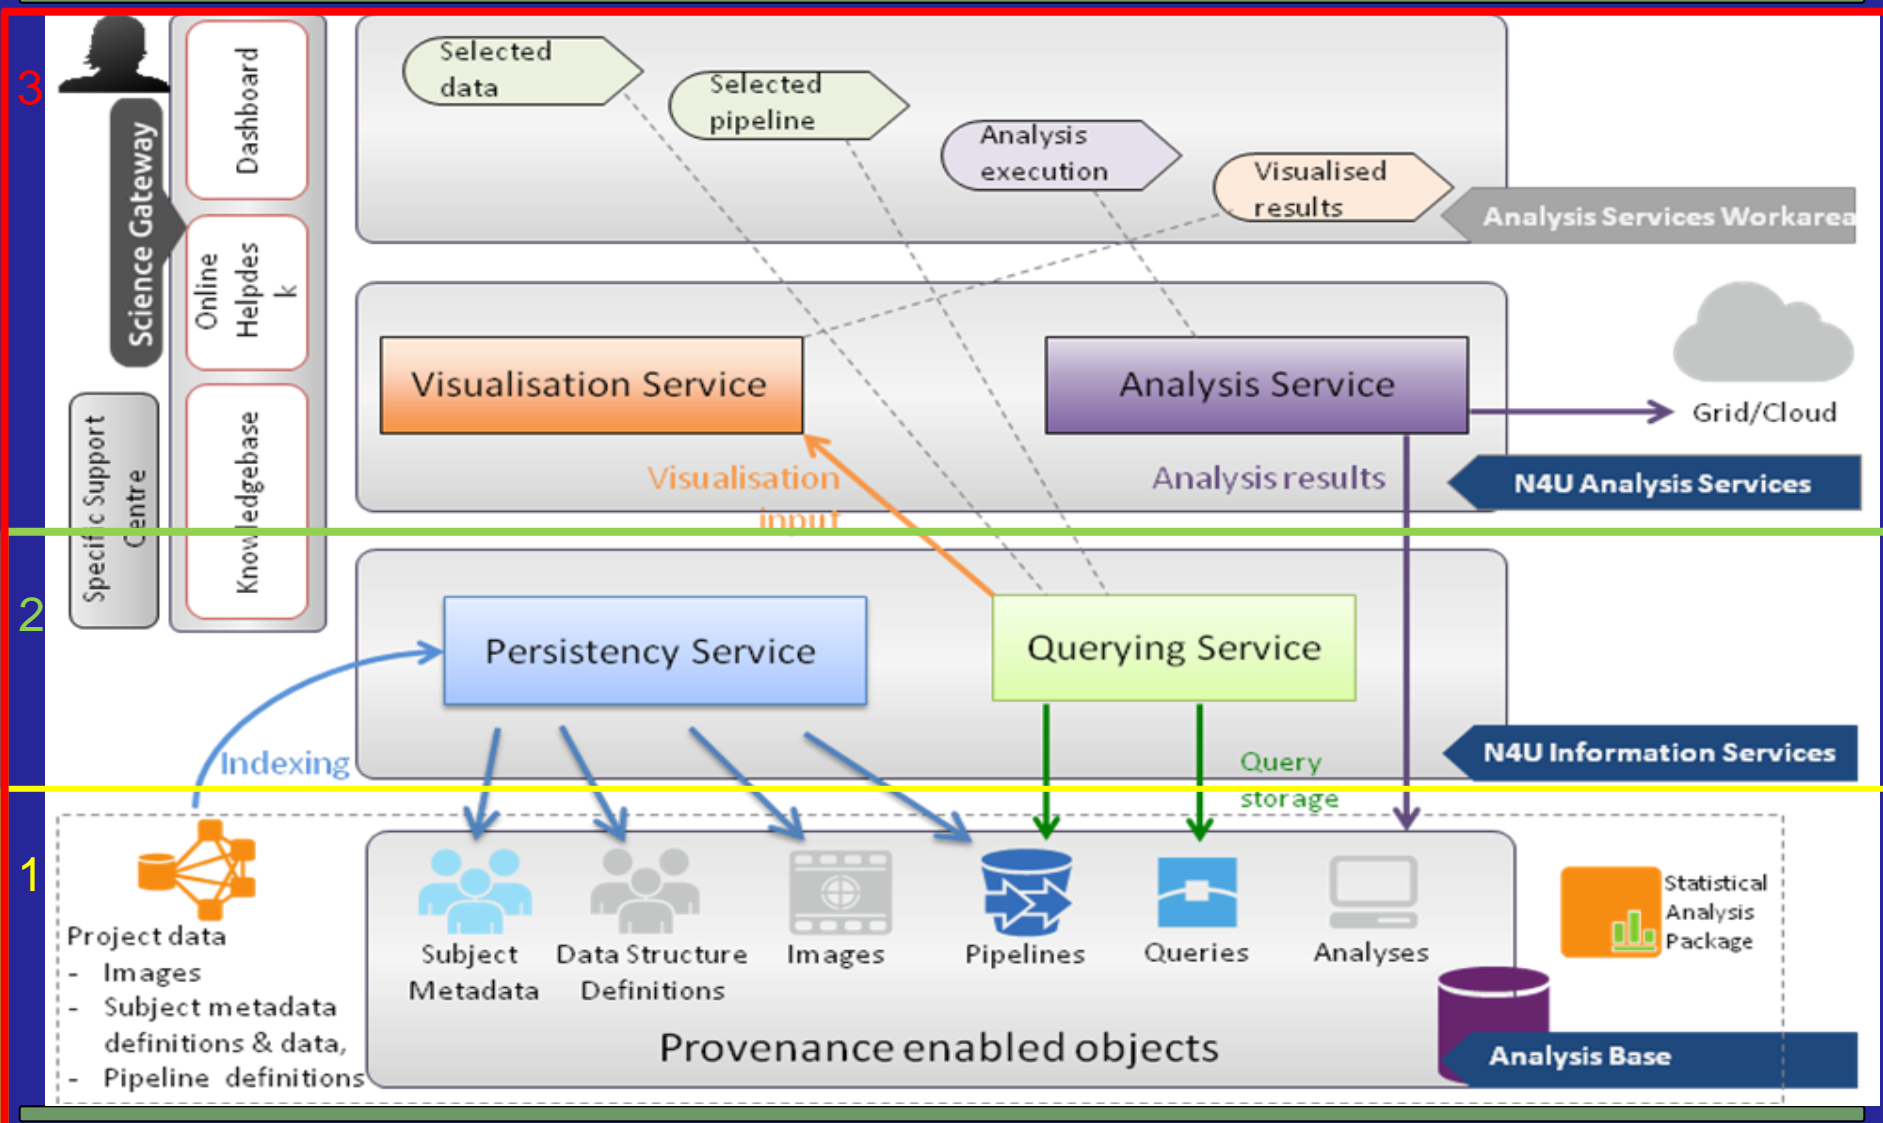 3
Dashboard
Science Gateway
Online
Helpdes
k
Specific Support
Centre
Knowledgebase
Selected
data
Selected
pipeline
Analysis
execution
Visualised
results
Analysis Services Workarea
Visualisation Service
Analysis Service
Grid/Cloud
Visualisation
input
Analysis results
N4U Analysis Services
2
Persistency Service
Querying Service
Indexing
Query
storage
N4U Information Services
1
Project data
- Images
- Subject metadata
definitions & data,
- Pipeline definitions
Subject
Metadata
Data Structure
Definitions
Images
Pipelines
Queries
Analyses
Provenance enabled objects
Statistical
Analysis
Package
Analysis Base